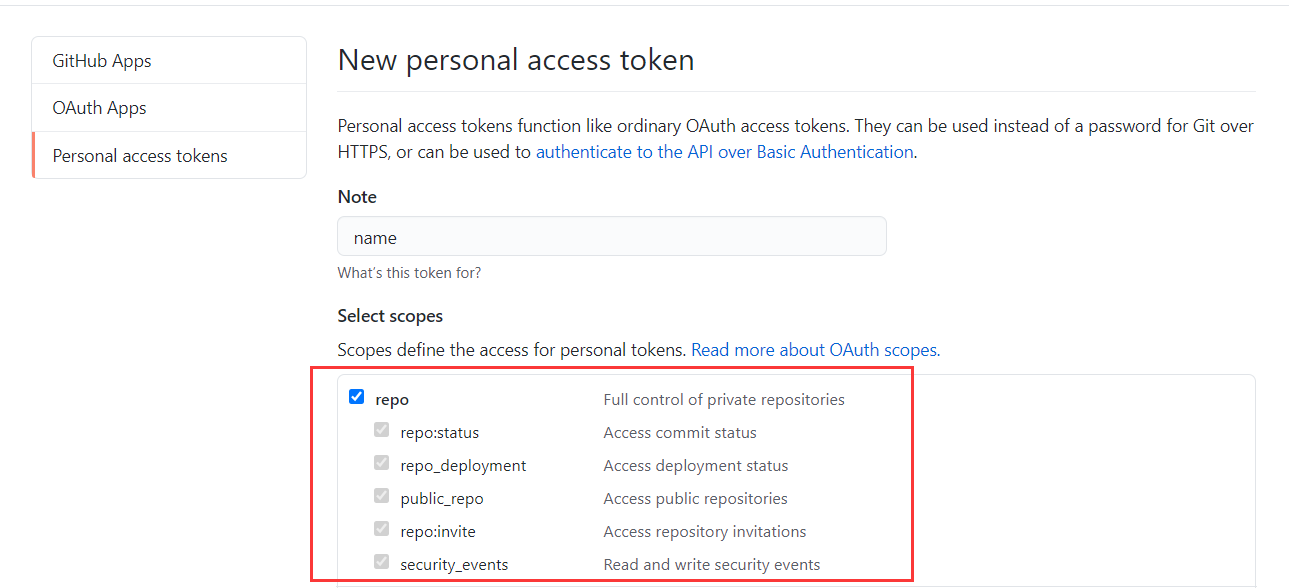 GitHub Apps
OAuth Apps
Personal access tokens
New personal access token
Personal access tokens function like ordinary OAuth access tokens. They can be used instead of a password for Git over
HTTPS, or can be used to authenticate to the API over Basic Authentication.
Note
name
What's this token for?
Select scopes
Scopes define the access for personal tokens. Read more about OAuth scopes.
repo Full control of private repositories
repo:status Access commit status
repo_deployment Access deployment status
public_repo Access public repositories
repo:invite Access repository invitations
security_events Read and write security events